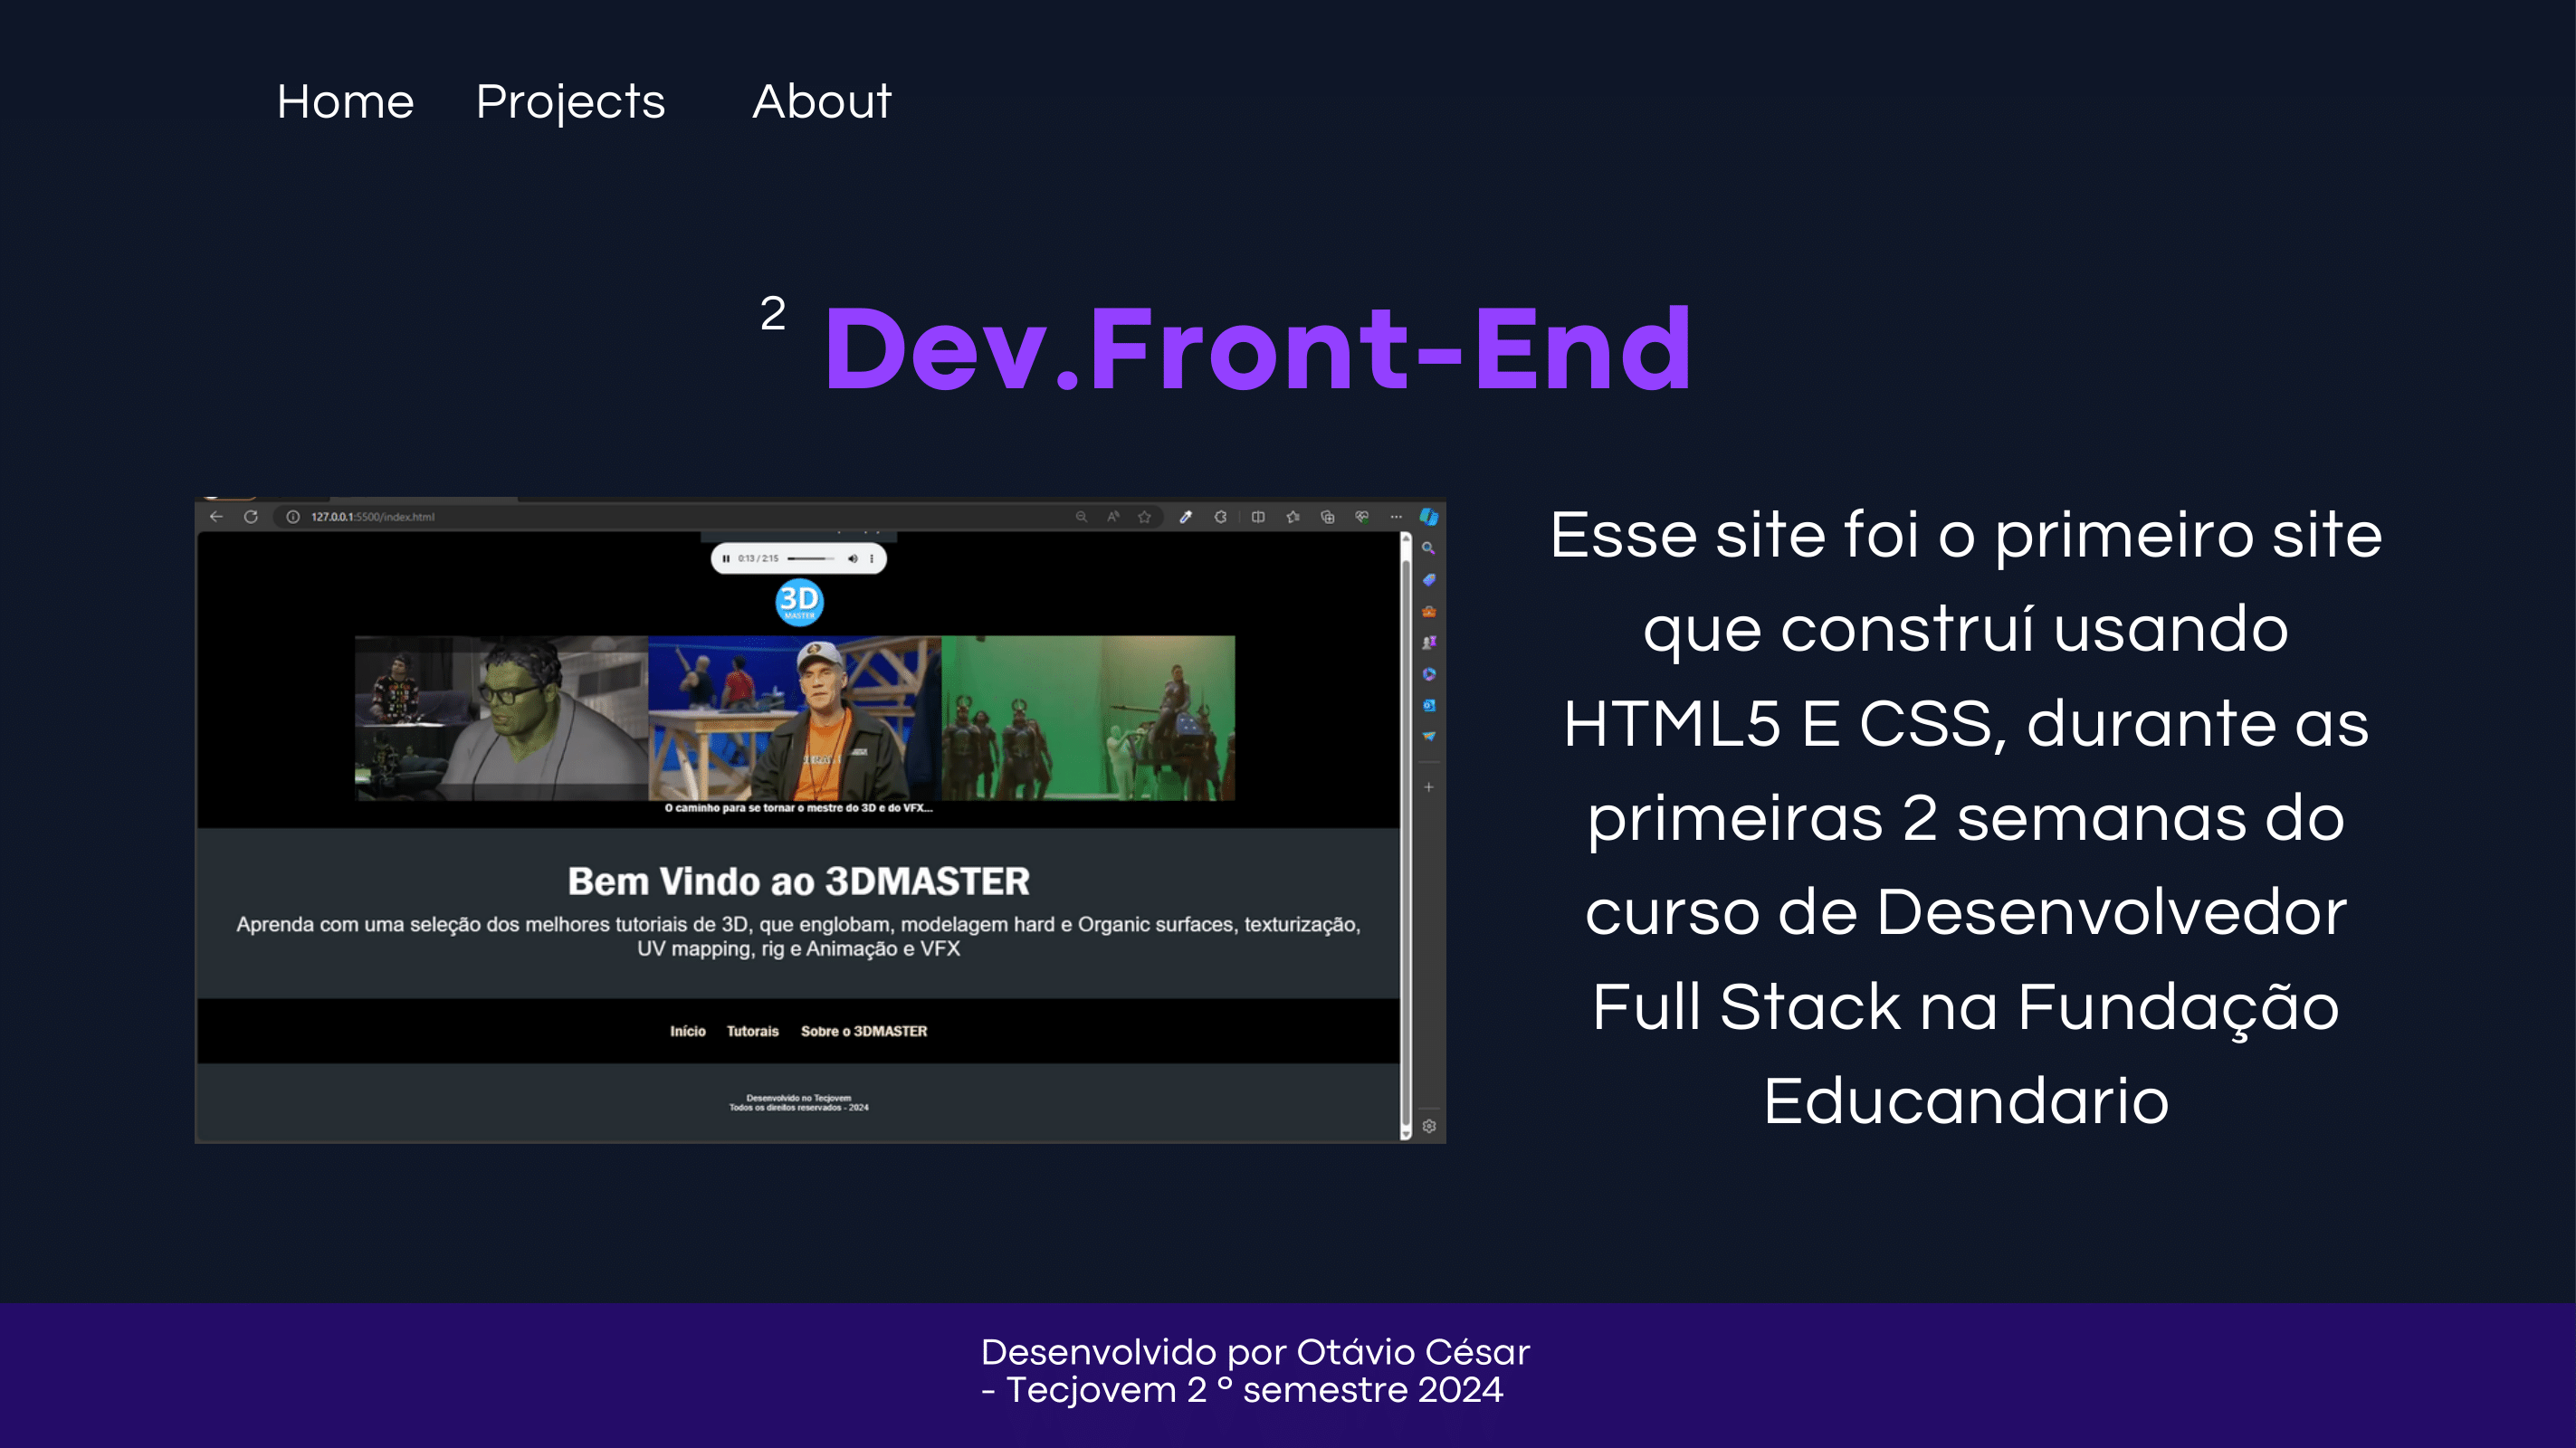 Home Projects About
2
Dev.Front-End
127.0.0.1:5500/index.html
0:13 / 2:15
3D
MASTER
O caminho para se tornar o mestre do 3D e do VFX...
Bem Vindo ao 3DMASTER
Aprenda com uma seleção dos melhores tutoriais de 3D, que englobam, modelagem hard e Organic surfaces, texturização,
UV mapping, rig e Animação e VFX
Início Tutorais Sobre o 3DMASTER
Desenvolvido no Tecjovem
Todos os direitos reservados - 2024
Esse site foi o primeiro site
que construí usando
HTML5 E CSS, durante as
primeiras 2 semanas do
curso de Desenvolvedor
Full Stack na Fundação
Educandario
Desenvolvido por Otávio César
- Tecjovem 2 º semestre 2024